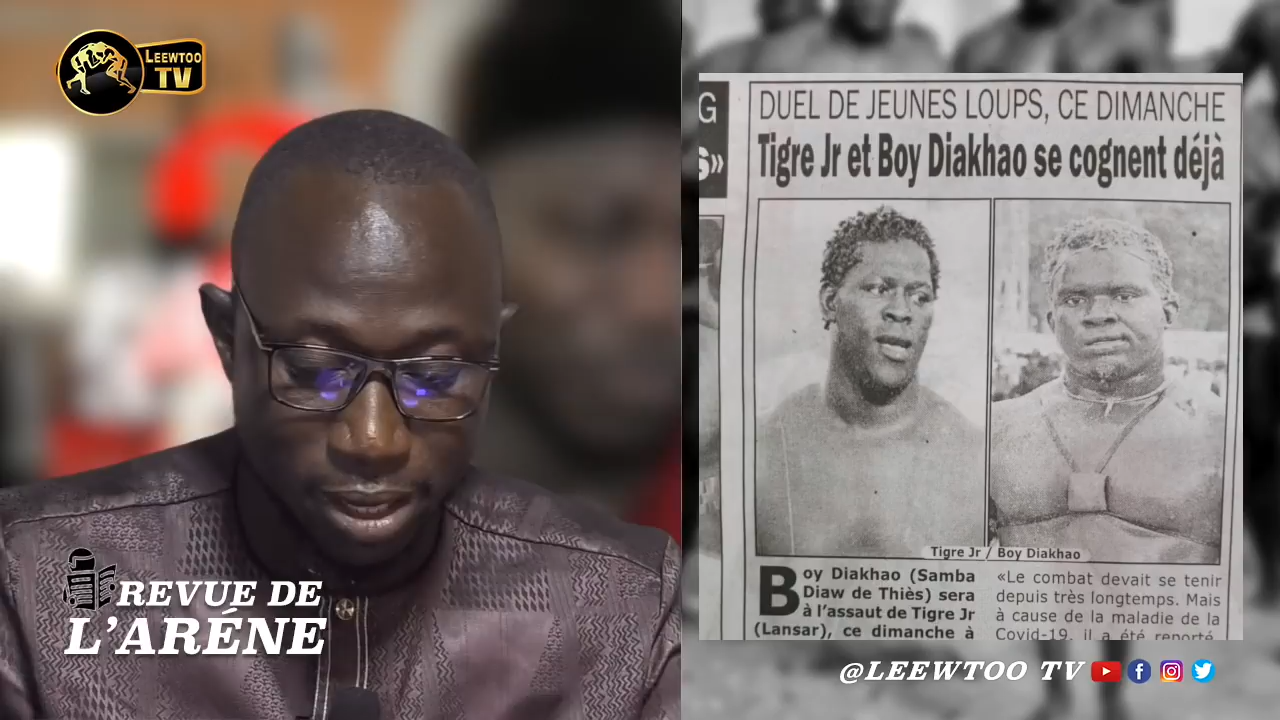 LEEWTOO
TV
REVUE DE
L'ARÉNE
G
S»
DUEL DE JEUNES LOUPS, CE DIMANCHE
Tigre Jr et Boy Diakhao se cognent déjà
Tigre Jr / Boy Diakhao
Boy Diakhao (Samba
Diaw de Thiès) sera
à l'assaut de Tigre Jr
(Lansar), ce dimanche à
«Le combat devait se tenir
depuis très longtemps. Mais
à cause de la maladie de la
Covid-19, il a été reporté.
@LEEWTOO TV